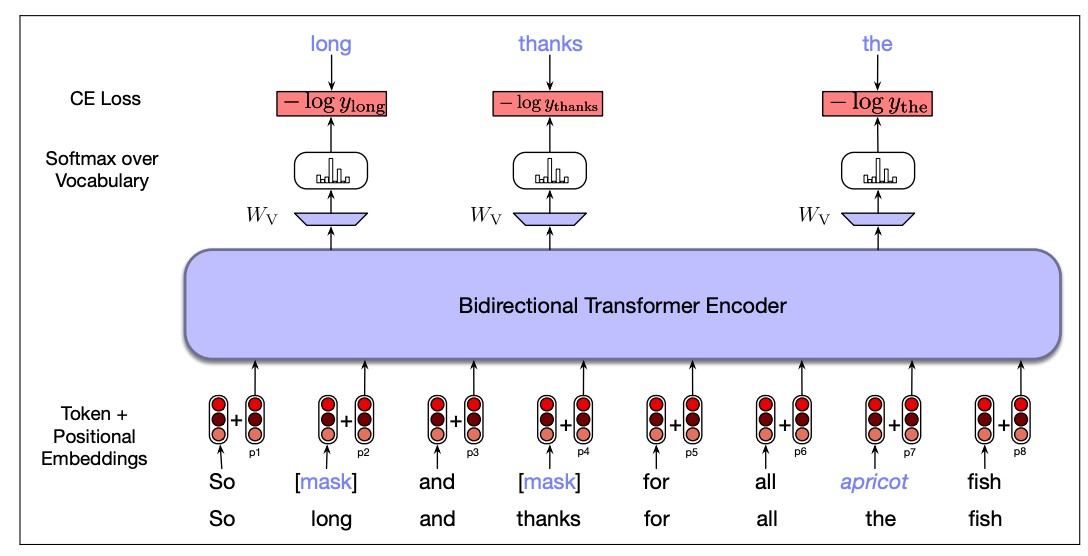 long thanks the
CE Loss
− log y_long − log y_thanks − log y_the
Softmax over
Vocabulary
W_V W_V W_V
Bidirectional Transformer Encoder
Token +
Positional
Embeddings
+ + + + + + + +
p1 p2 p3 p4 p5 p6 p7 p8
So [mask] and [mask] for all apricot fish
So long and thanks for all the fish